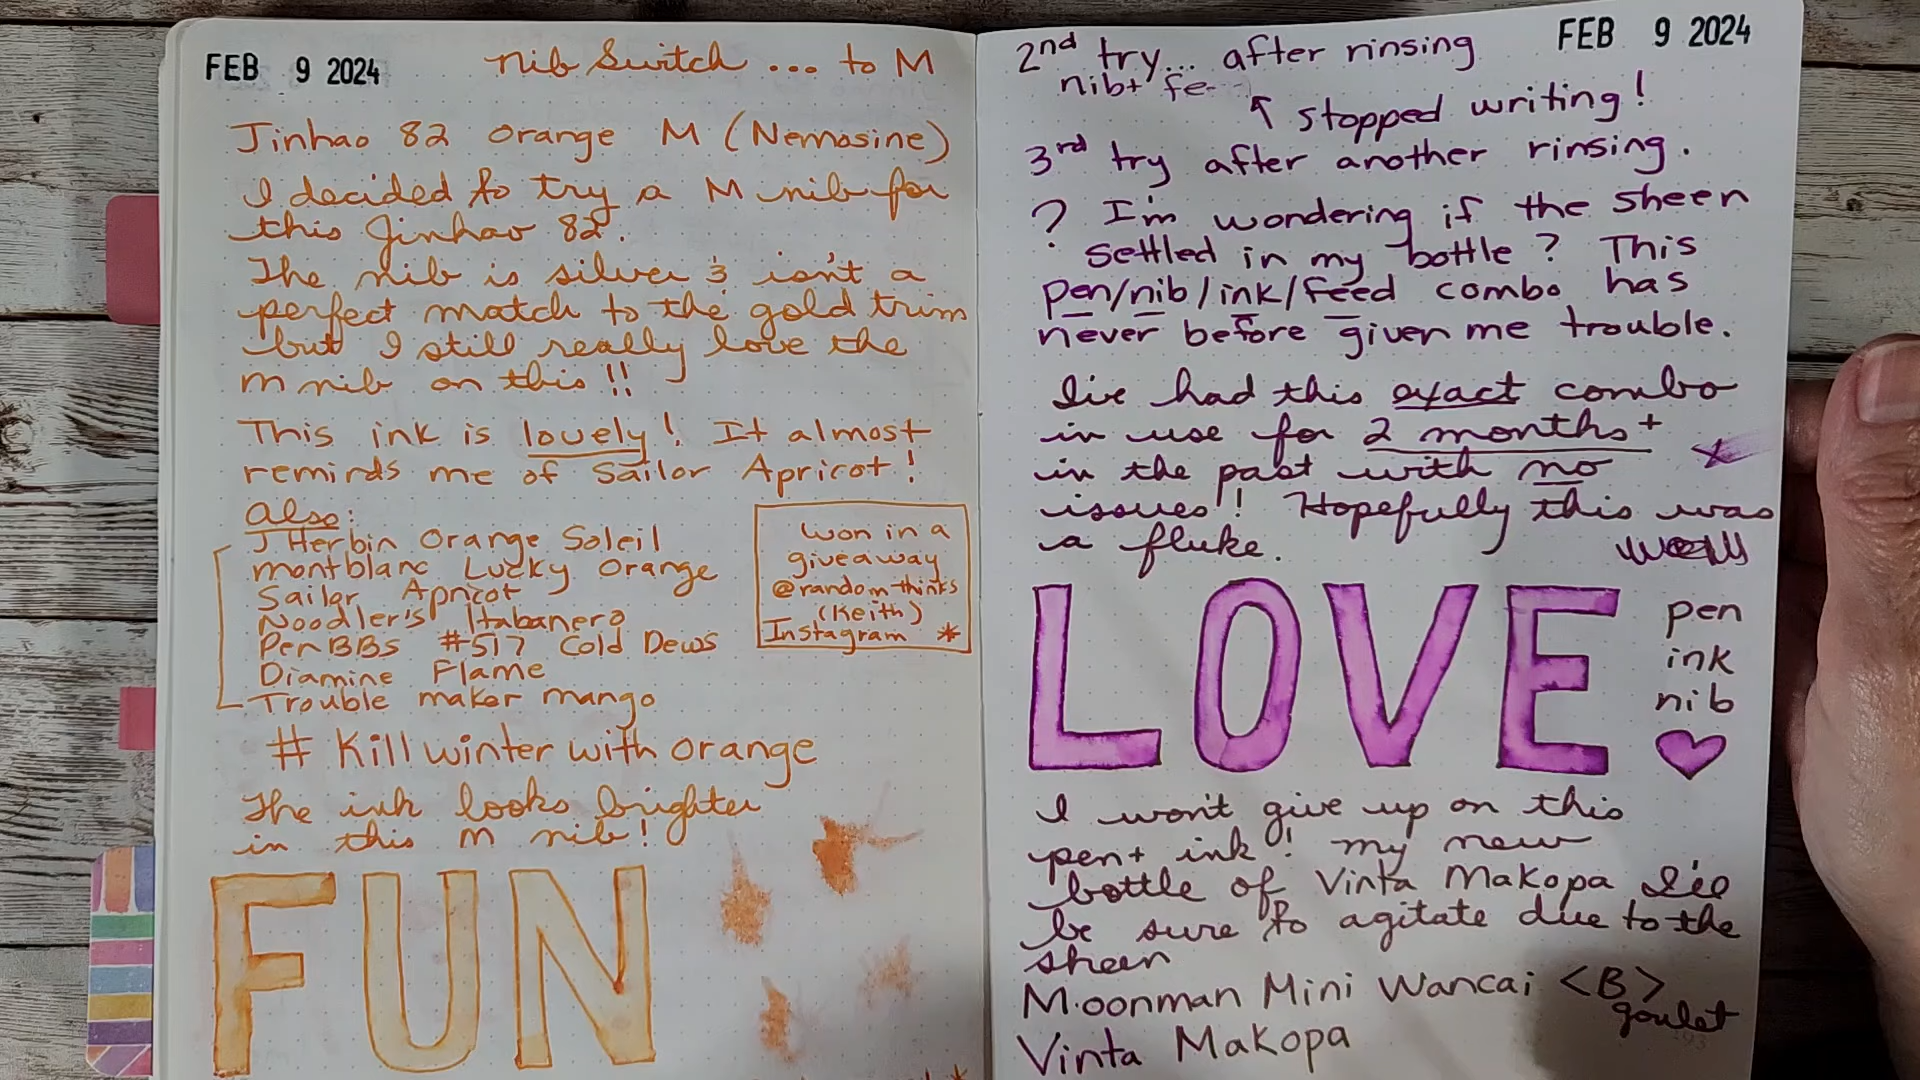 FEB 9 2024
nib Switch ... to M
Jinhao 82 orange M (Nemosine)
I decided to try a M nib for
this Jinhao 82.
The nib is silver & isn't a
perfect match to the gold trim
but I still really love the
m nib on this!!
This ink is lovely! It almost
reminds me of Sailor Apricot!
also:
J Herbin Orange Soleil
montblanc Lucky Orange
Sailor Apricot
Noodler's Habanero
Pen BBS #517 Cold Dews
Diamine Flame
Trouble maker mango
won in a
giveaway
@random-thinks
(Keith)
Instagram *
# Kill winter with orange
The ink looks brighter
in this M nib!
FUN
FEB 9 2024
2nd try... after rinsing
nib+ fe-
↑ stopped writing!
3rd try after another rinsing.
? I'm wondering if the sheen
settled in my bottle? This
pen/nib/ink/feed combo has
never before given me trouble.
I've had this exact combo
in use for 2 months+
in the past with no
issues!! Hopefully this was
a fluke.
LOVE
pen
ink
nib
♥
I won't give up on this
pen+ ink! my new
bottle of Vinta Makopa I'll
be sure to agitate due to the
sheen
Moonman Mini Wancai <B>
goulet
Vinta Makopa